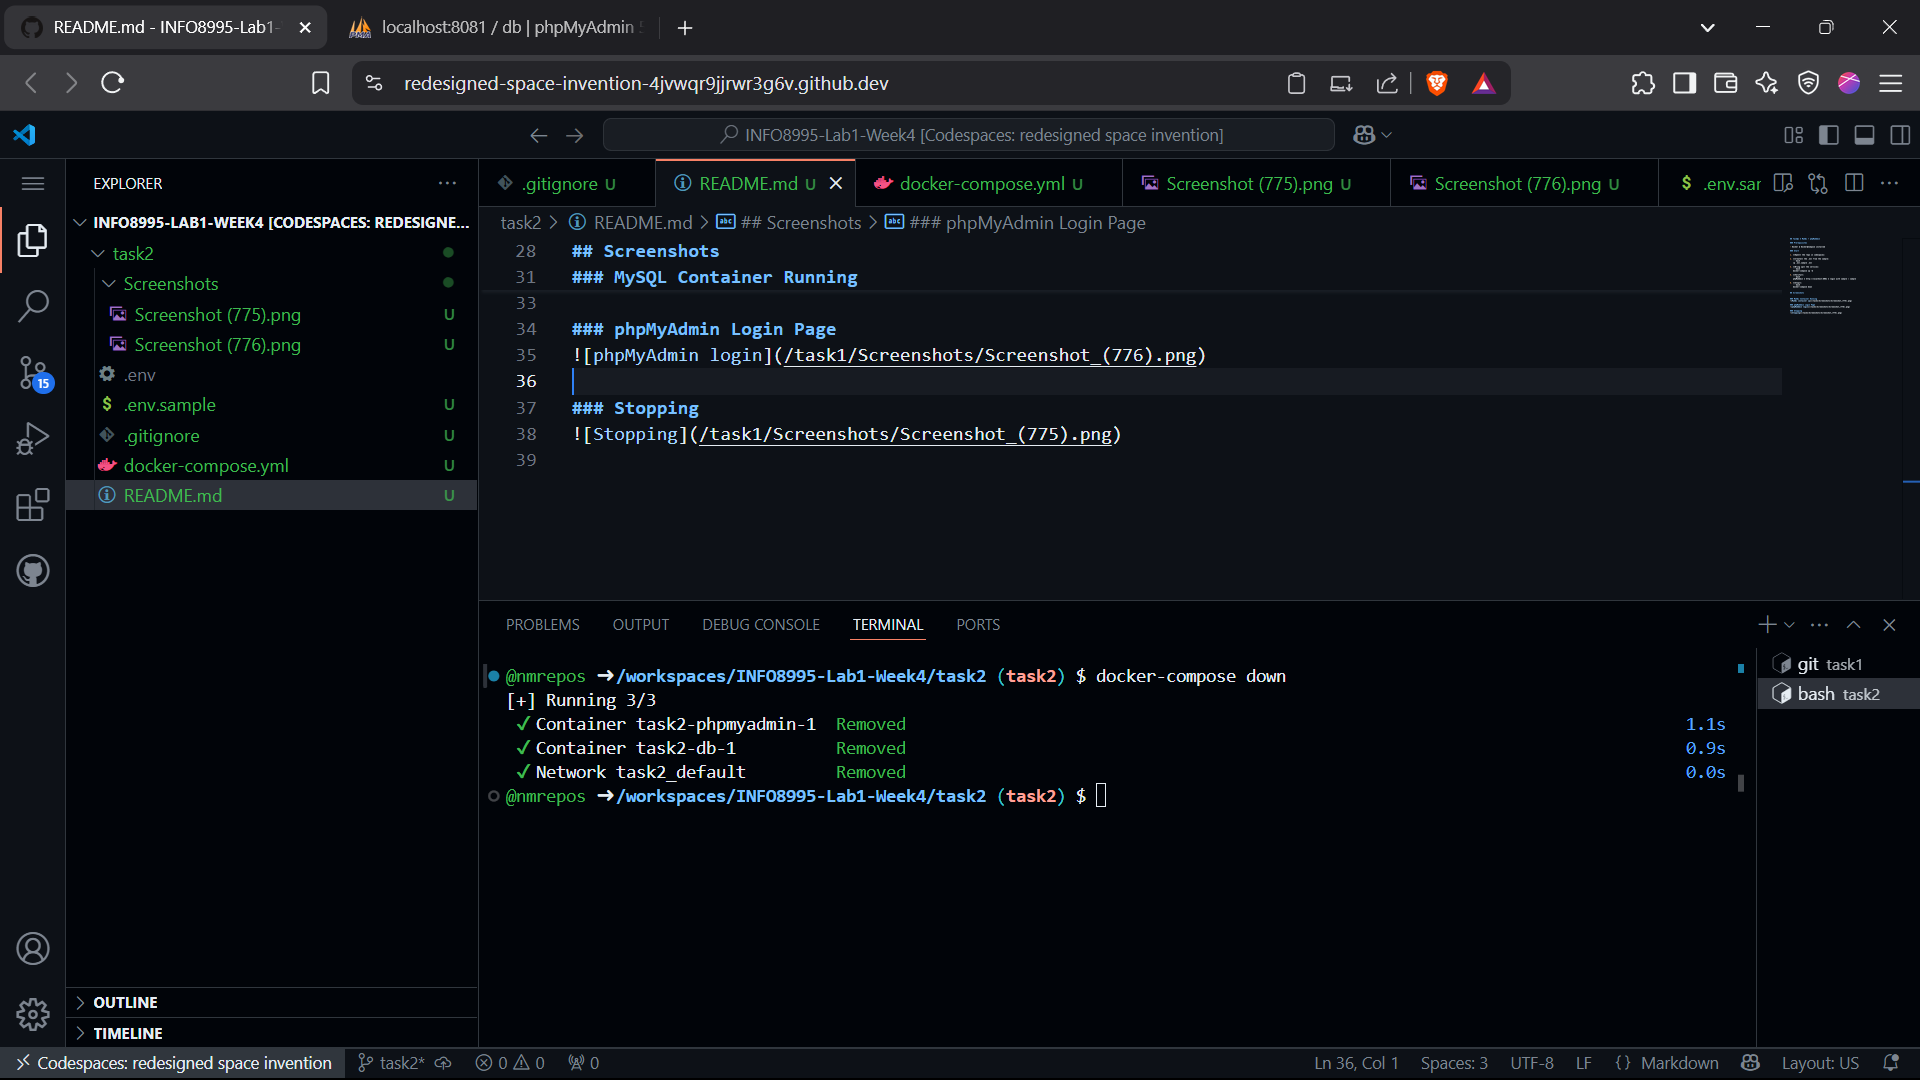 README.md - INFO8995-Lab1-
localhost:8081 / db | phpMyAdmin
redesigned-space-invention-4jvwqr9jjrwr3g6v.github.dev
INFO8995-Lab1-Week4 [Codespaces: redesigned space invention]
EXPLORER
INFO8995-LAB1-WEEK4 [CODESPACES: REDESIGNE...
task2
Screenshots
Screenshot (775).png U
Screenshot (776).png U
.env
$ .env.sample U
.gitignore U
docker-compose.yml U
README.md U
15
OUTLINE
TIMELINE
.gitignore U
README.md U
docker-compose.yml U
Screenshot (775).png U
Screenshot (776).png U
$ .env.sar
task2 > README.md > ## Screenshots > ### phpMyAdmin Login Page
28 ## Screenshots
31 ### MySQL Container Running
33
34 ### phpMyAdmin Login Page
35 ![phpMyAdmin login](/task1/Screenshots/Screenshot_(776).png)
36
37 ### Stopping
38 ![Stopping](/task1/Screenshots/Screenshot_(775).png)
39
PROBLEMS OUTPUT DEBUG CONSOLE TERMINAL PORTS
@nmrepos ➜/workspaces/INFO8995-Lab1-Week4/task2 (task2) $ docker-compose down
[+] Running 3/3
✓ Container task2-phpmyadmin-1 Removed 1.1s
✓ Container task2-db-1 Removed 0.9s
✓ Network task2_default Removed 0.0s
@nmrepos ➜/workspaces/INFO8995-Lab1-Week4/task2 (task2) $
git task1
bash task2
Codespaces: redesigned space invention
task2*
0 0
0
Ln 36, Col 1
Spaces: 3
UTF-8
LF
{} Markdown
Layout: US